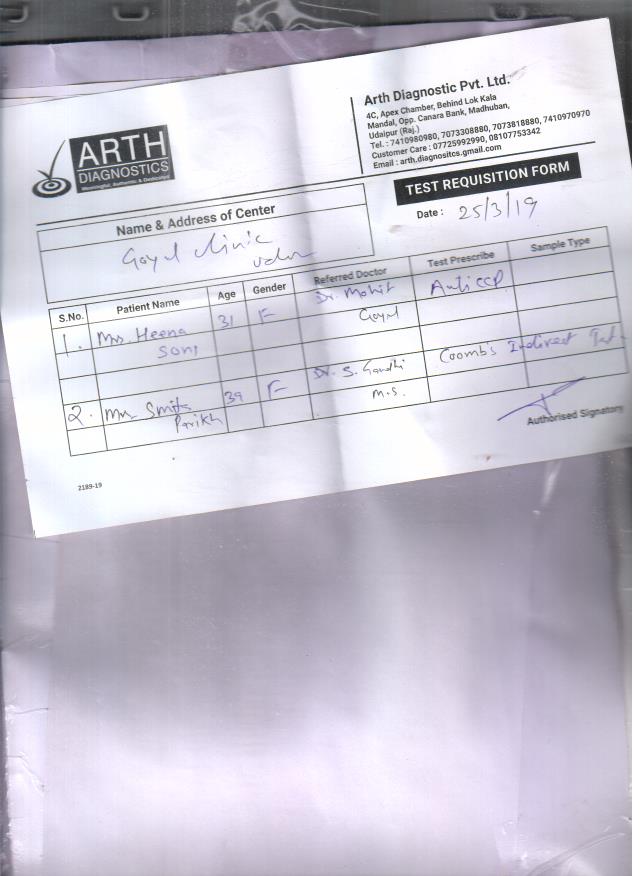 ARTH
DIAGNOSTICS
Meaningful, Authentic & Dedicated
Arth Diagnostic Pvt. Ltd.
4C, Apex Chamber, Behind Lok Kala
Mandal, Opp. Canara Bank, Madhuban,
Udaipur (Raj.)
Tel. : 7410980980, 7073308880, 7073818880, 7410970970
Customer Care : 07725992990, 08107753342
Email : arth.diagnositcs.gmail.com
TEST REQUISITION FORM
Date : 25/3/19
Name & Address of Center
Goyal clinic
S.No. Patient Name Age Gender Referred Doctor Test Prescribe Sample Type
1. Mrs. Heena 31 F Dr. Mohit Anti CCP
Soni Goyal
2. Mrs Smita 39 F Dr. S. Gandhi Coomb's Indirect
Parikh M.S.
Authorised Signatory
2189-19